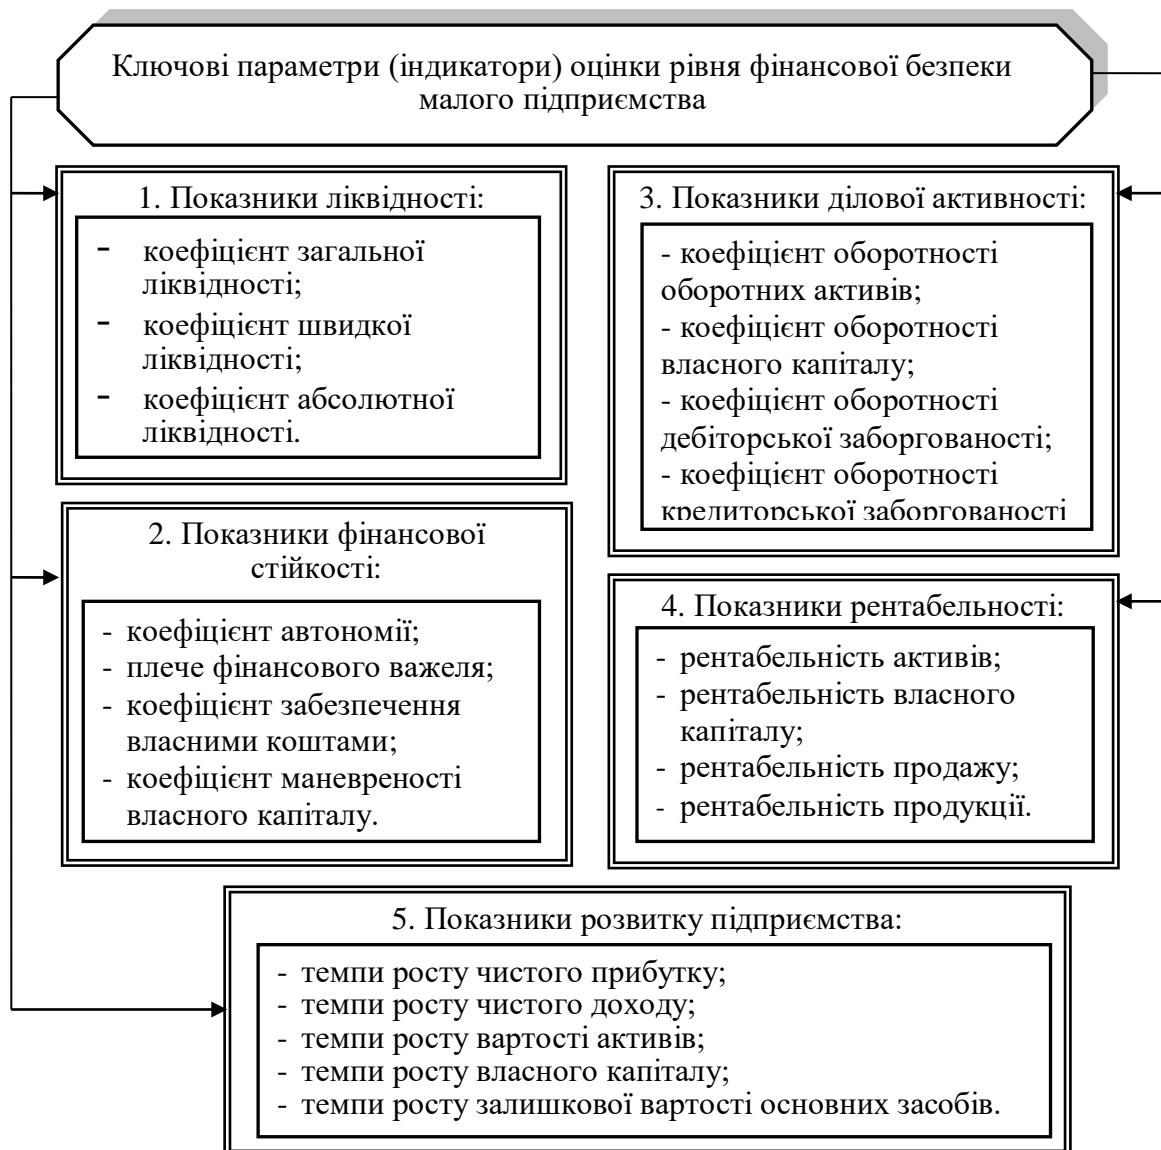 Ключові параметри (індикатори) оцінки рівня фінансової безпеки
малого підприємства
1. Показники ліквідності:
- коефіцієнт загальної
ліквідності;
- коефіцієнт швидкої
ліквідності;
- коефіцієнт абсолютної
ліквідності.
2. Показники фінансової
стійкості:
- коефіцієнт автономії;
- плече фінансового важеля;
- коефіцієнт забезпечення
власними коштами;
- коефіцієнт маневреності
власного капіталу.
3. Показники ділової активності:
- коефіцієнт оборотності
оборотних активів;
- коефіцієнт оборотності
власного капіталу;
- коефіцієнт оборотності
дебіторської заборгованості;
- коефіцієнт оборотності
кредиторської заборгованості
4. Показники рентабельності:
- рентабельність активів;
- рентабельність власного
капіталу;
- рентабельність продажу;
- рентабельність продукції.
5. Показники розвитку підприємства:
- темпи росту чистого прибутку;
- темпи росту чистого доходу;
- темпи росту вартості активів;
- темпи росту власного капіталу;
- темпи росту залишкової вартості основних засобів.